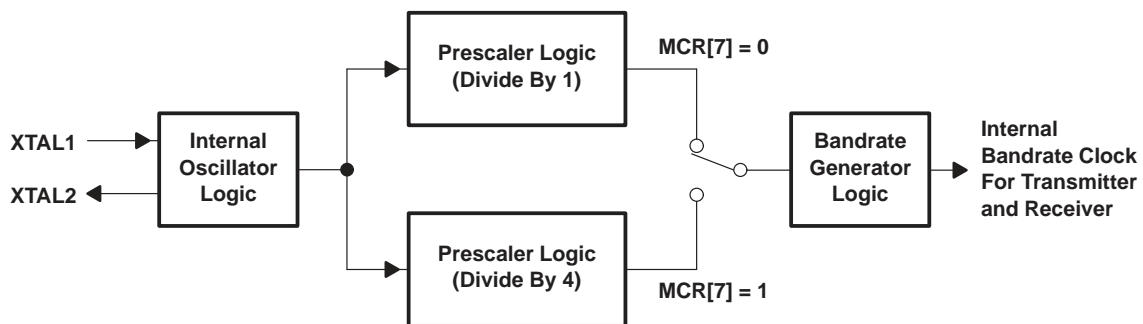 Prescaler Logic
(Divide By 1)
MCR[7] = 0
XTAL1
XTAL2
Internal
Oscillator
Logic
Bandrate
Generator
Logic
Internal
Bandrate Clock
For Transmitter
and Receiver
Prescaler Logic
(Divide By 4)
MCR[7] = 1